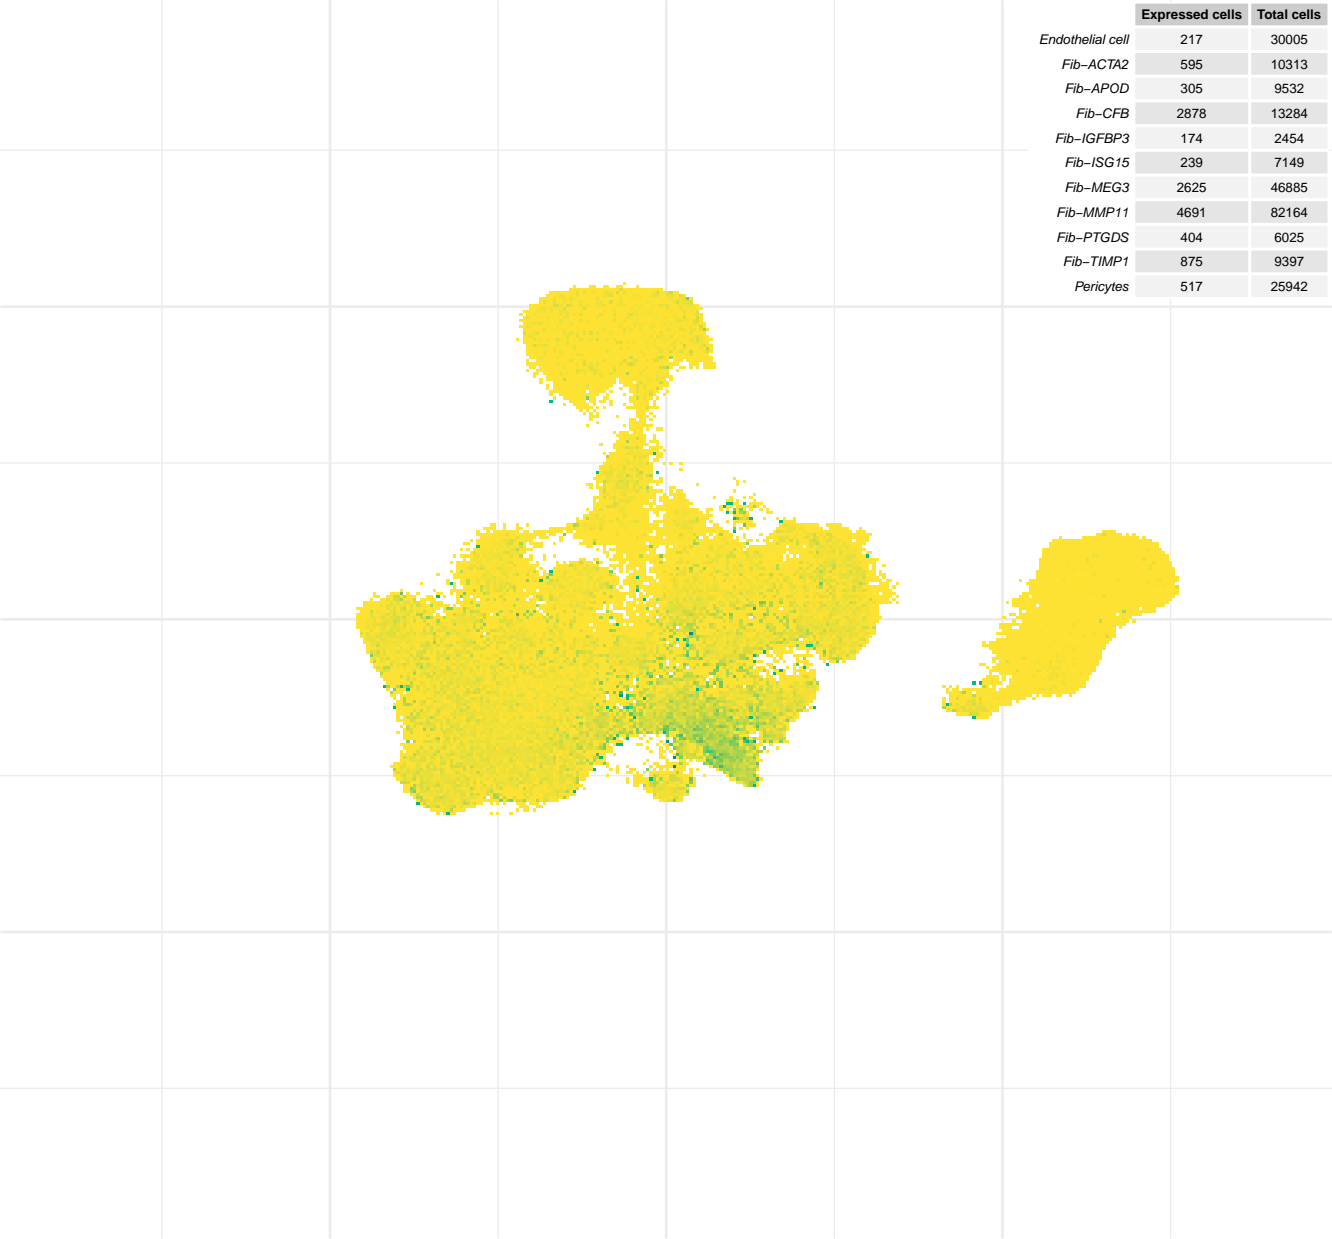 Expressed cells Total cells
Endothelial cell 217 30005
Fib−ACTA2 595 10313
Fib−APOD 305 9532
Fib−CFB 2878 13284
Fib−IGFBP3 174 2454
Fib−ISG15 239 7149
Fib−MEG3 2625 46885
Fib−MMP11 4691 82164
Fib−PTGDS 404 6025
Fib−TIMP1 875 9397
Pericytes 517 25942